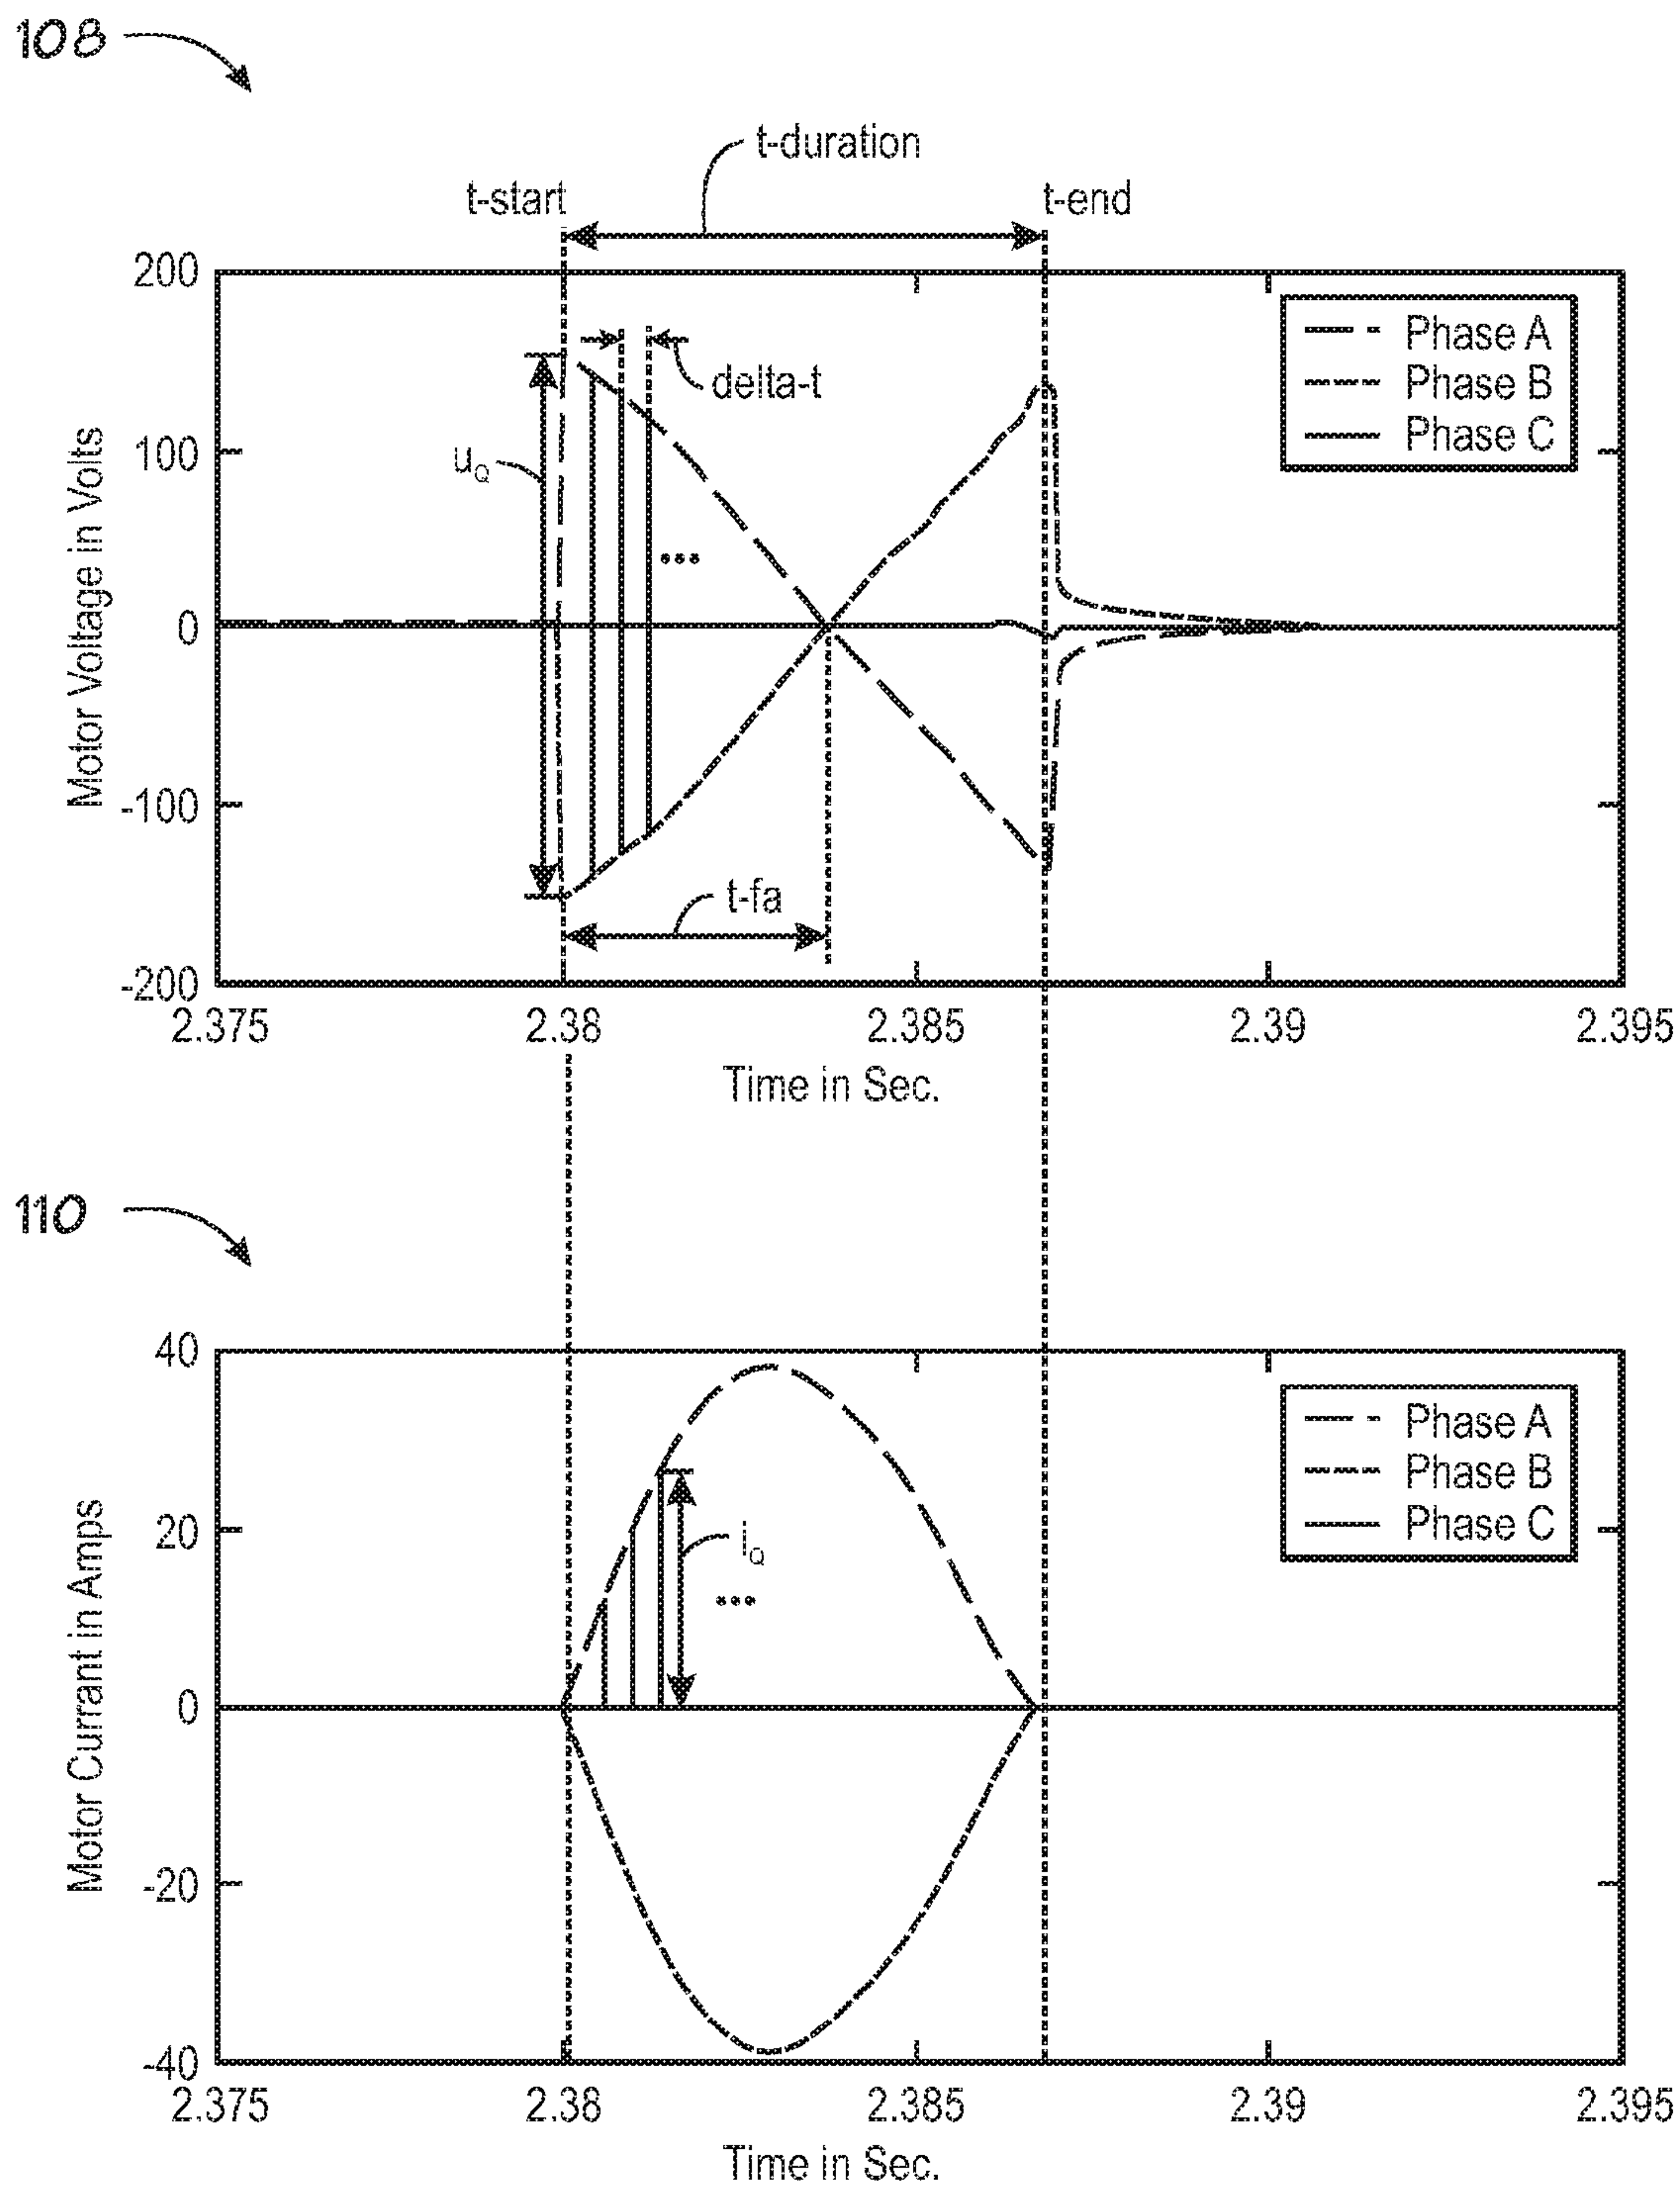 108
t-duration
t-start
t-end
200
100
0
-100
-200
Motor Voltage in Volts
u_Q
delta-t
Phase A
Phase B
Phase C
t-fa
2.375
2.38
2.385
2.39
2.395
Time in Sec.
110
40
20
0
-20
-40
Motor Currant in Amps
i_Q
Phase A
Phase B
Phase C
2.375
2.38
2.385
2.39
2.395
Time in Sec.